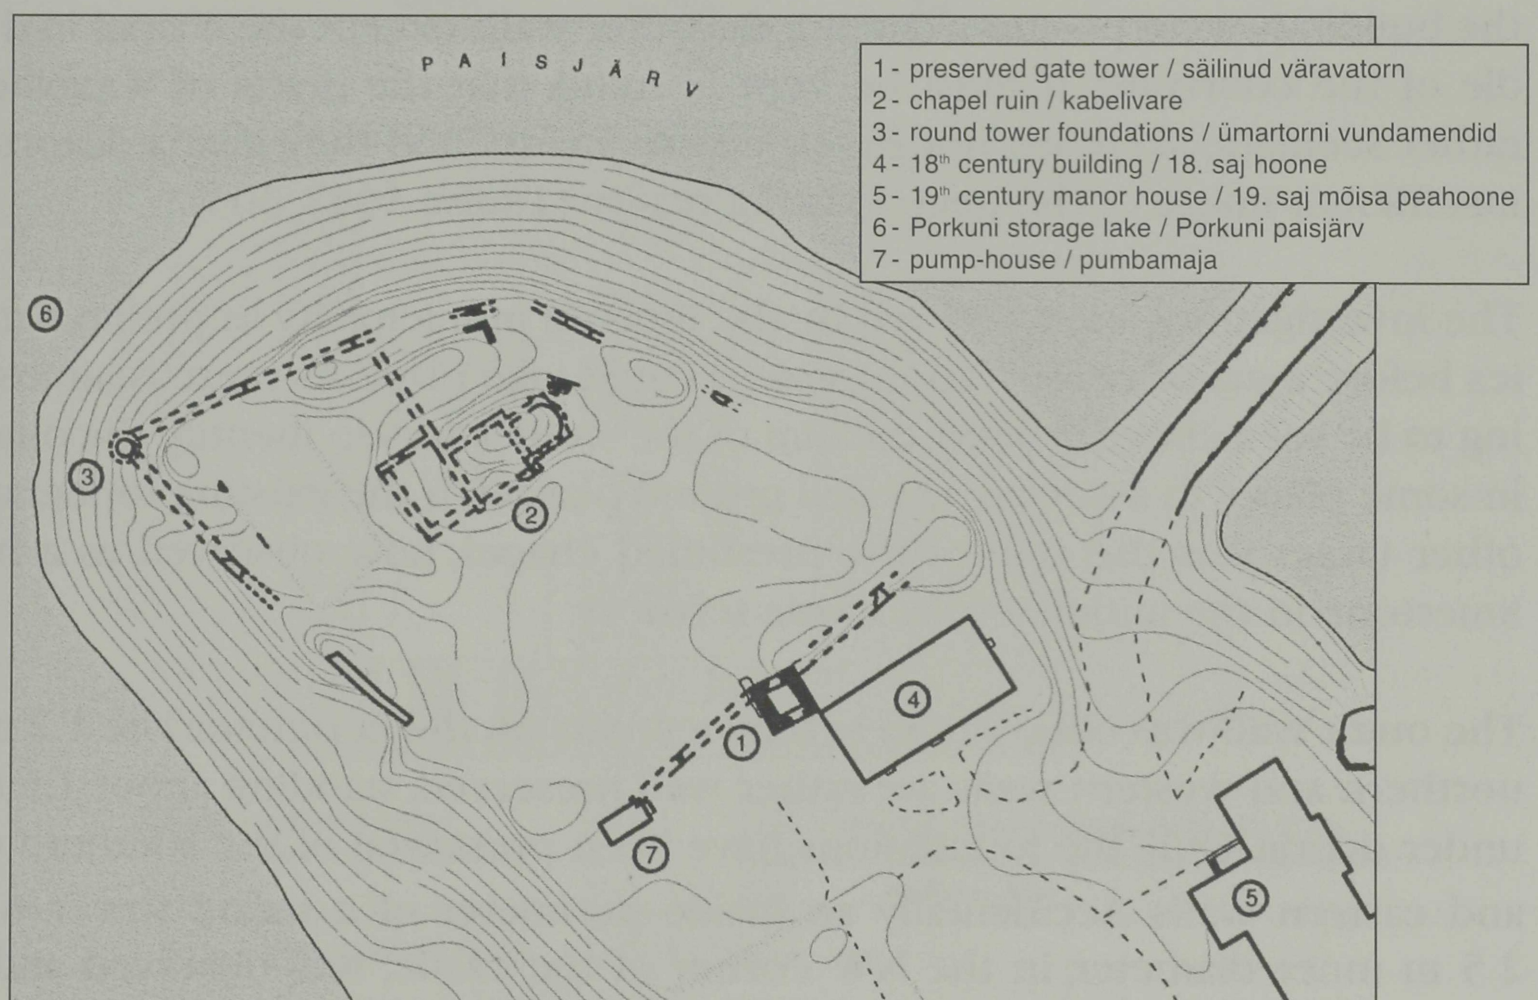 PAISJÄRV
1 - preserved gate tower / säilinud väravatorn
2 - chapel ruin / kabelivare
3 - round tower foundations / ümartorni vundamendid
4 - 18th century building / 18. saj hoone
5 - 19th century manor house / 19. saj mõisa peahoone
6 - Porkuni storage lake / Porkuni paisjärv
7 - pump-house / pumbamaja
6
3
2
4
1
7
5